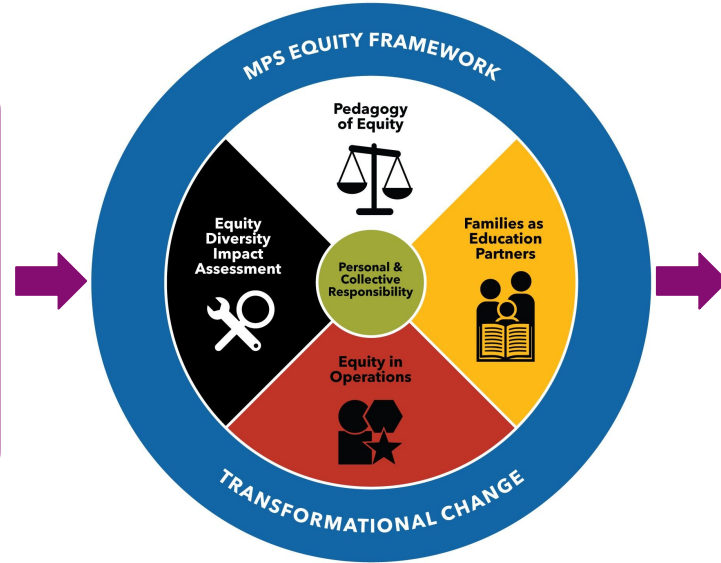 MPS EQUITY FRAMEWORK
Pedagogy
of Equity
Equity
Diversity
Impact
Assessment
Families as
Education
Partners
Personal &
Collective
Responsibility
Equity in
Operations
TRANSFORMATIONAL CHANGE